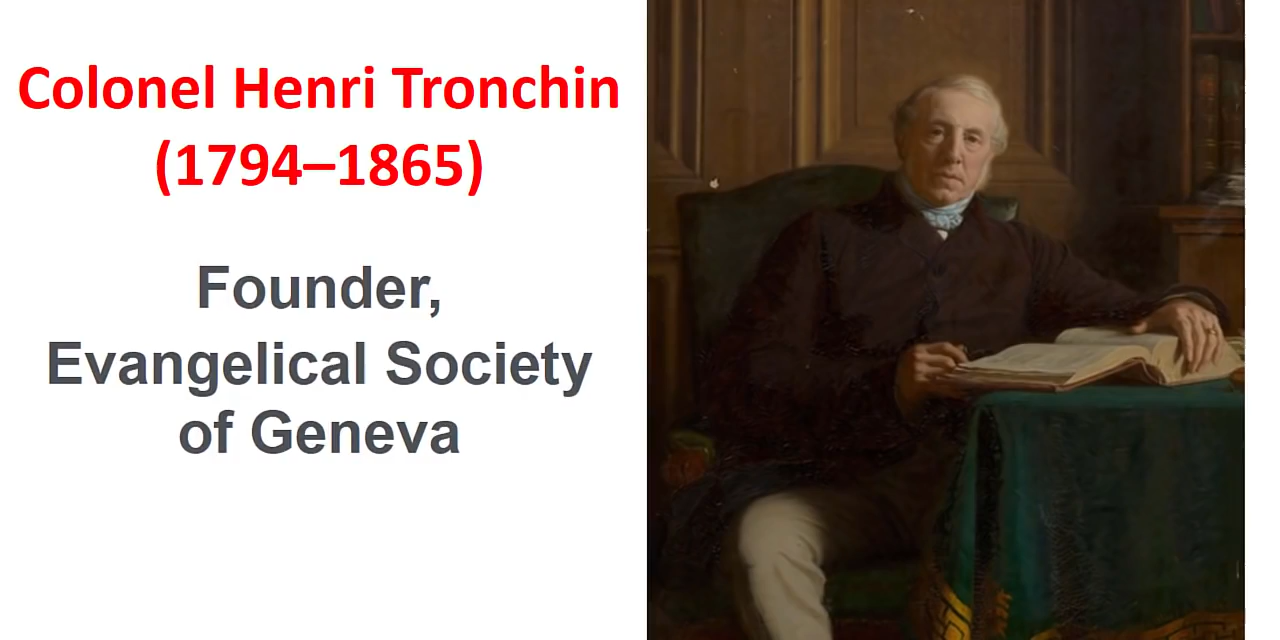 Colonel Henri Tronchin
(1794–1865)
Founder,
Evangelical Society
of Geneva